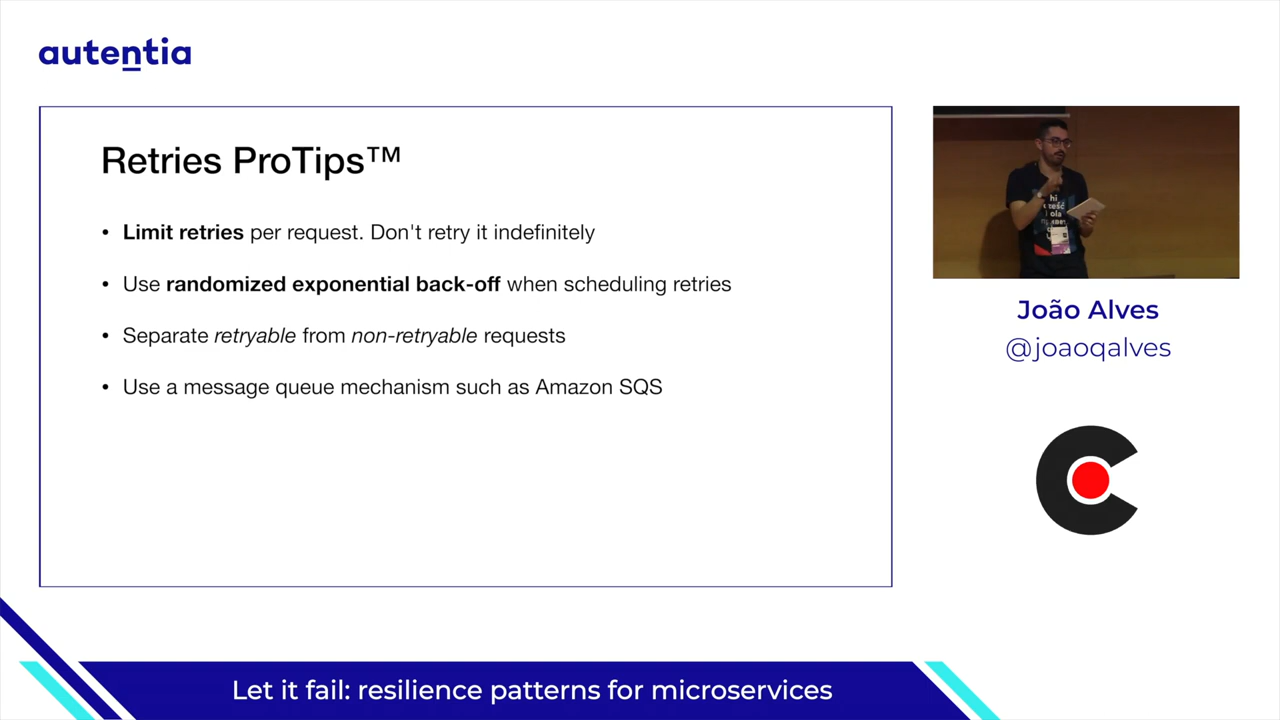 autentia
Retries ProTips™
• Limit retries per request. Don't retry it indefinitely
• Use randomized exponential back-off when scheduling retries
• Separate retryable from non-retryable requests
• Use a message queue mechanism such as Amazon SQS
hi
João Alves
@joaoqalves
Let it fail: resilience patterns for microservices